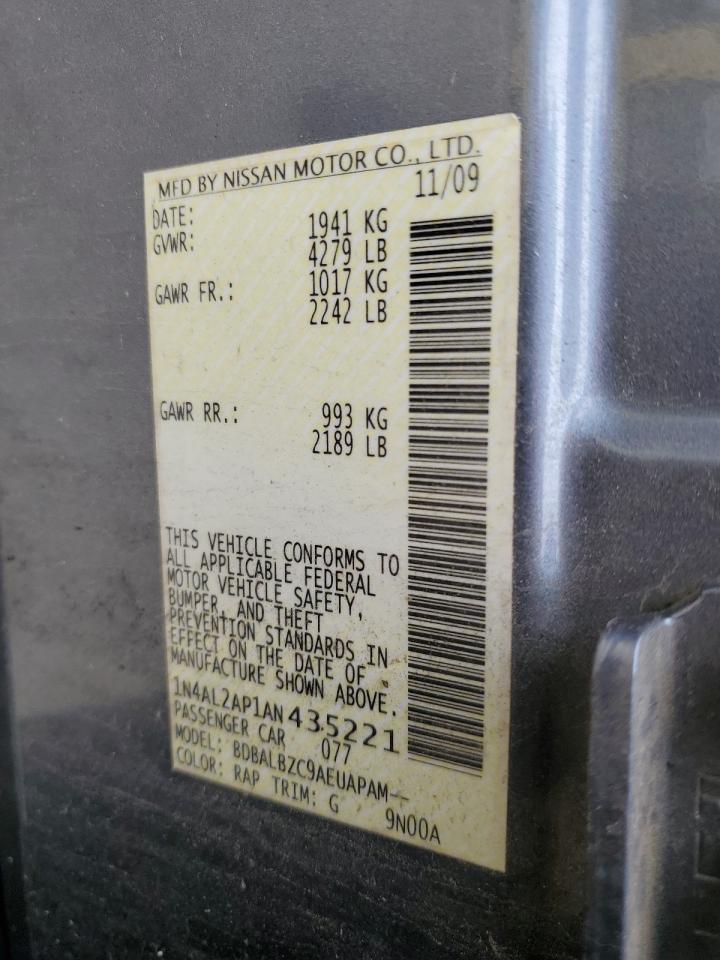 MFD BY NISSAN MOTOR CO., LTD.
DATE: 11/09
GVWR: 1941 KG
4279 LB
GAWR FR.: 1017 KG
2242 LB
GAWR RR.: 993 KG
2189 LB
THIS VEHICLE CONFORMS TO
ALL APPLICABLE FEDERAL
MOTOR VEHICLE SAFETY,
BUMPER, AND THEFT
PREVENTION STANDARDS IN
EFFECT ON THE DATE OF
MANUFACTURE SHOWN ABOVE.
1N4AL2AP1AN435221
PASSENGER CAR 077
MODEL: BDBALBZC9AEUAPAM--
COLOR: RAP TRIM: G 9N00A